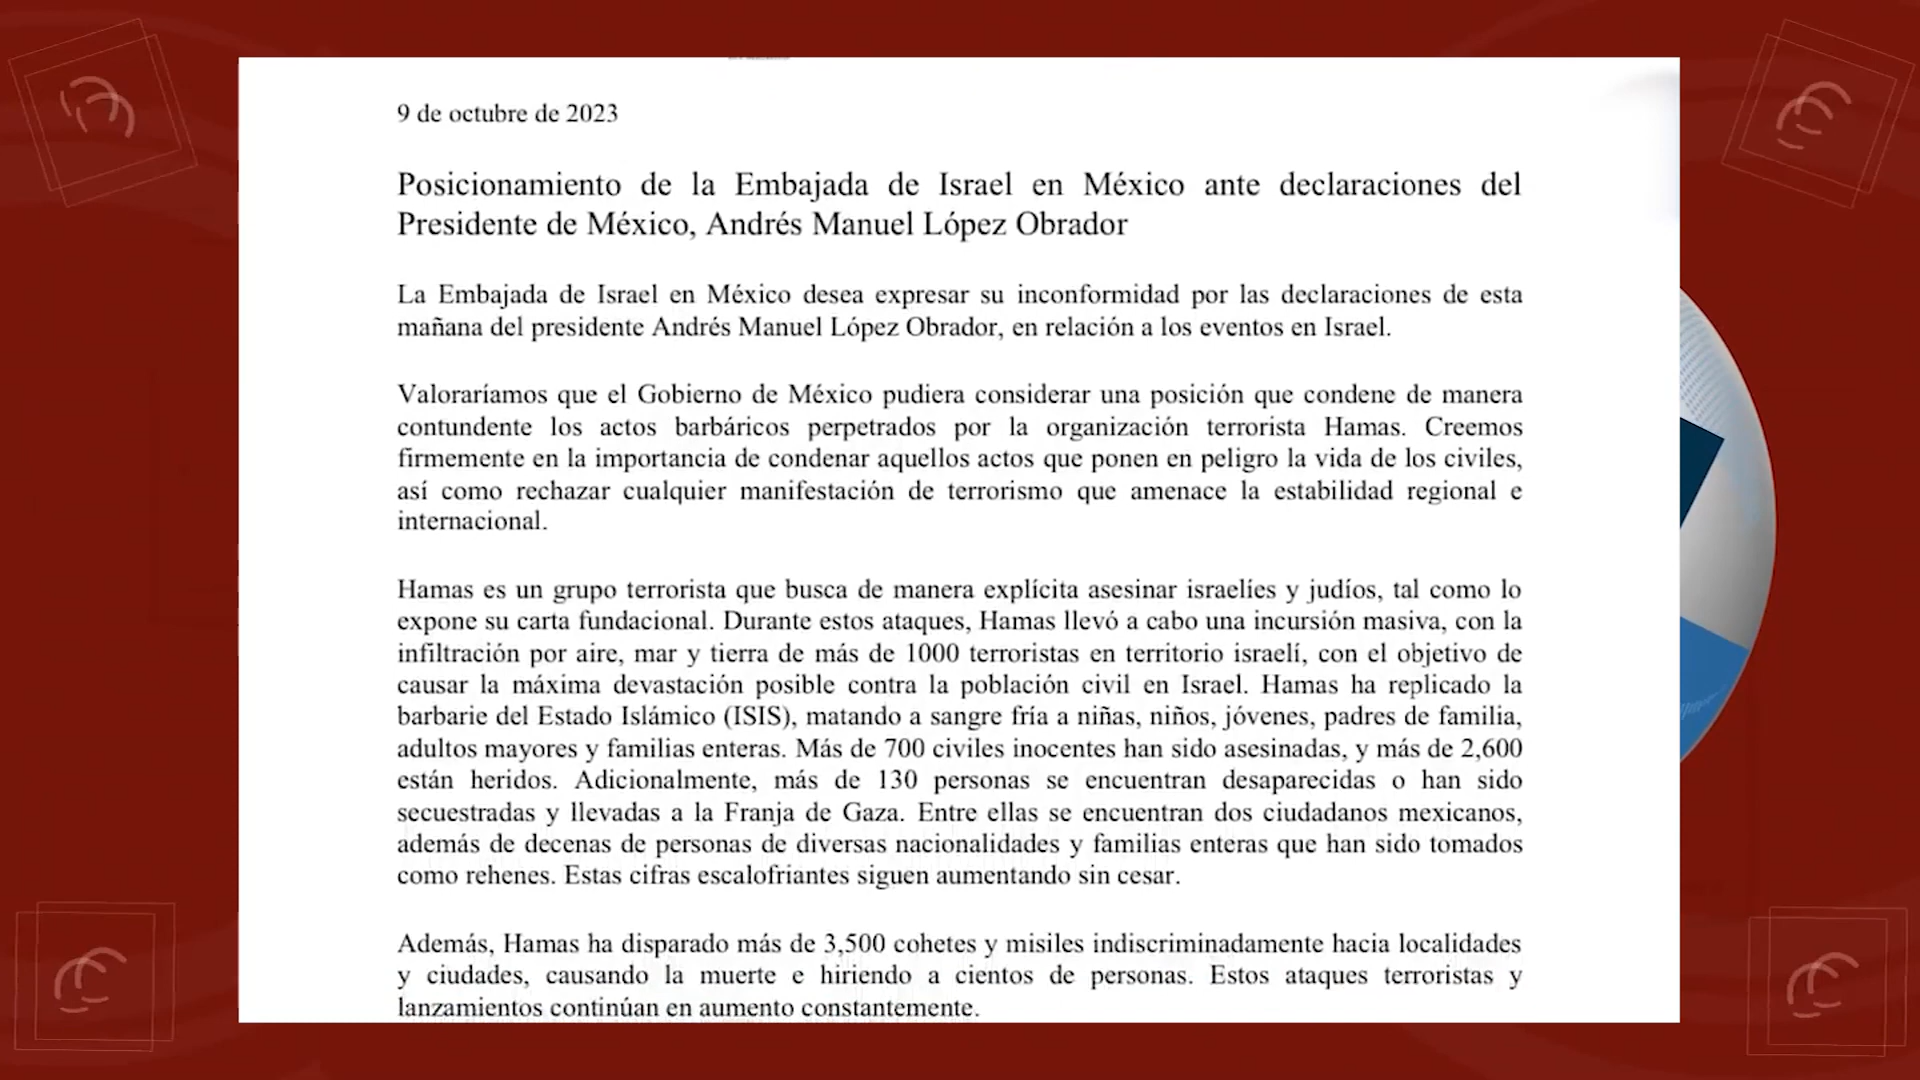 9 de octubre de 2023
Posicionamiento de la Embajada de Israel en México ante declaraciones del
Presidente de México, Andrés Manuel López Obrador
La Embajada de Israel en México desea expresar su inconformidad por las declaraciones de esta
mañana del presidente Andrés Manuel López Obrador, en relación a los eventos en Israel.
Valoraríamos que el Gobierno de México pudiera considerar una posición que condene de manera
contundente los actos barbáricos perpetrados por la organización terrorista Hamas. Creemos
firmemente en la importancia de condenar aquellos actos que ponen en peligro la vida de los civiles,
así como rechazar cualquier manifestación de terrorismo que amenace la estabilidad regional e
internacional.
Hamas es un grupo terrorista que busca de manera explícita asesinar israelíes y judíos, tal como lo
expone su carta fundacional. Durante estos ataques, Hamas llevó a cabo una incursión masiva, con la
infiltración por aire, mar y tierra de más de 1000 terroristas en territorio israelí, con el objetivo de
causar la máxima devastación posible contra la población civil en Israel. Hamas ha replicado la
barbarie del Estado Islámico (ISIS), matando a sangre fría a niñas, niños, jóvenes, padres de familia,
adultos mayores y familias enteras. Más de 700 civiles inocentes han sido asesinadas, y más de 2,600
están heridos. Adicionalmente, más de 130 personas se encuentran desaparecidas o han sido
secuestradas y llevadas a la Franja de Gaza. Entre ellas se encuentran dos ciudadanos mexicanos,
además de decenas de personas de diversas nacionalidades y familias enteras que han sido tomados
como rehenes. Estas cifras escalofriantes siguen aumentando sin cesar.
Además, Hamas ha disparado más de 3,500 cohetes y misiles indiscriminadamente hacia localidades
y ciudades, causando la muerte e hiriendo a cientos de personas. Estos ataques terroristas y
lanzamientos continúan en aumento constantemente.